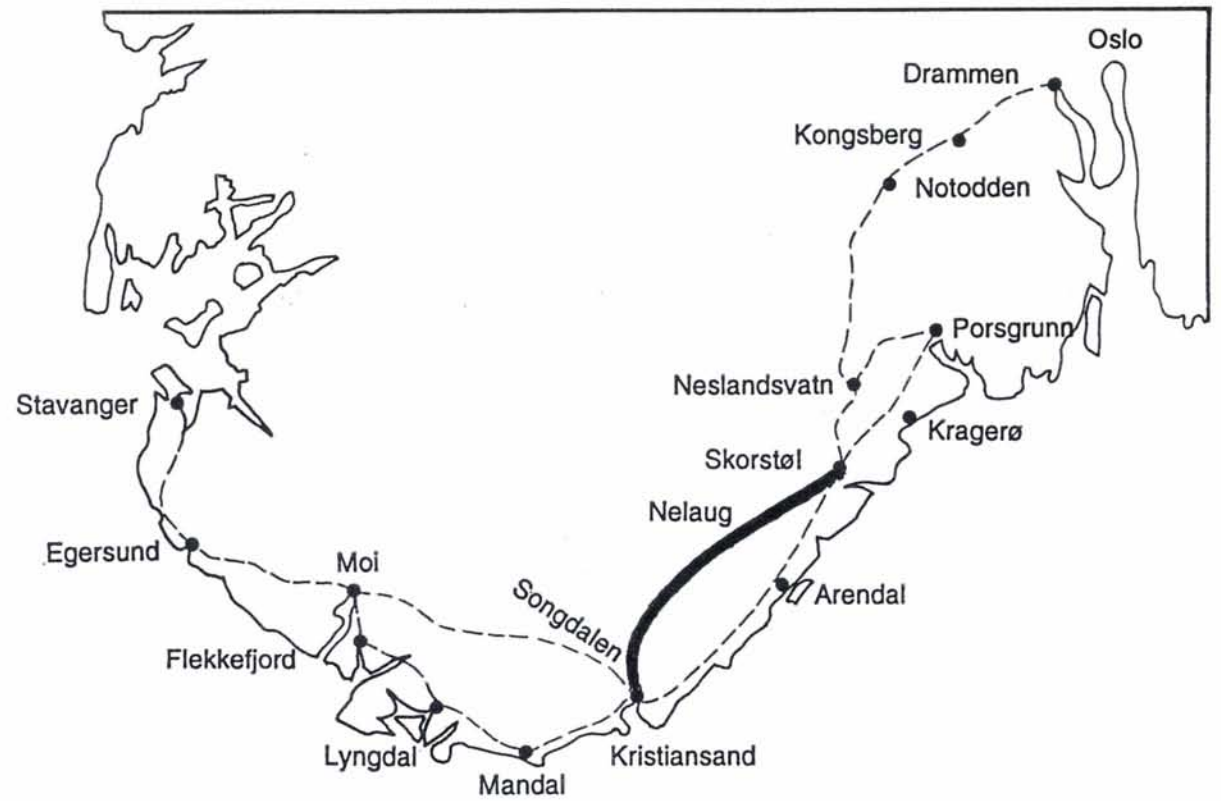 Oslo
Drammen
Kongsberg
Notodden
Porsgrunn
Neslandsvatn
Stavanger
Kragerø
Skorstøl
Nelaug
Egersund
Moi
Songdalen
Arendal
Flekkefjord
Lyngdal
Kristiansand
Mandal